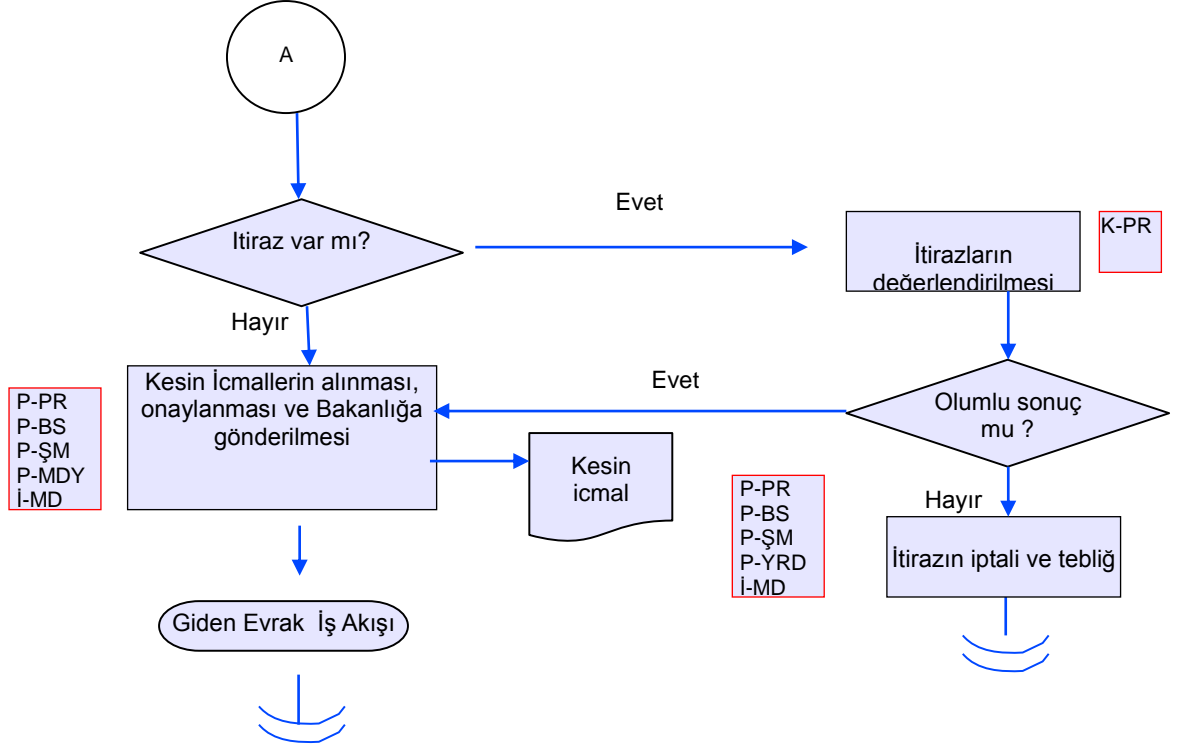 A
Evet
Itiraz var mı?
K-PR
İtirazların
değerlendirilmesi
Hayır
Kesin İcmallerin alınması,
onaylanması ve Bakanlığa
gönderilmesi
Evet
P-PR
P-BS
P-ŞM
P-MDY
İ-MD
Olumlu sonuç
mu ?
Kesin
icmal
P-PR
P-BS
P-ŞM
P-YRD
İ-MD
Hayır
İtirazın iptali ve tebliğ
Giden Evrak İş Akışı